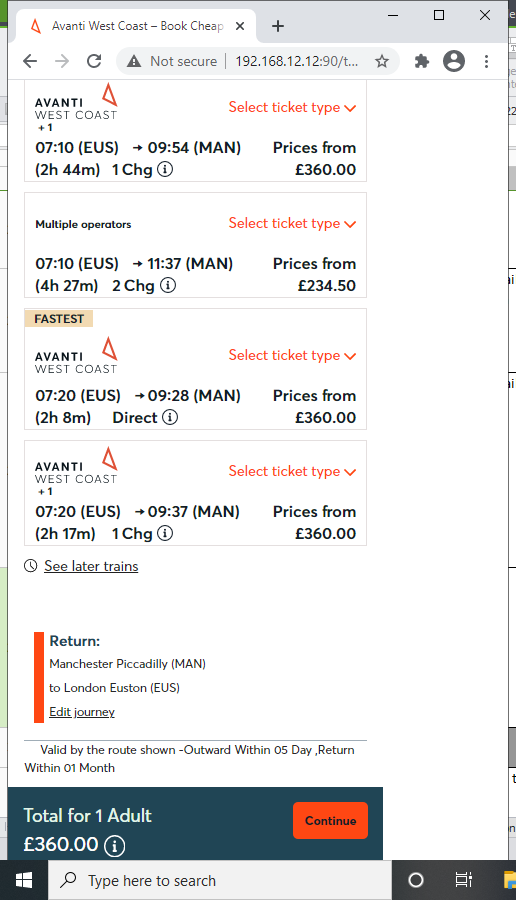 Avanti West Coast – Book Cheap
Not secure | 192.168.12.12:90/t...
AVANTI
WEST COAST
+ 1
Select ticket type
07:10 (EUS) → 09:54 (MAN) Prices from
(2h 44m) 1 Chg £360.00
Multiple operators Select ticket type
07:10 (EUS) → 11:37 (MAN) Prices from
(4h 27m) 2 Chg £234.50
FASTEST
AVANTI
WEST COAST
Select ticket type
07:20 (EUS) → 09:28 (MAN) Prices from
(2h 8m) Direct £360.00
AVANTI
WEST COAST
+ 1
Select ticket type
07:20 (EUS) → 09:37 (MAN) Prices from
(2h 17m) 1 Chg £360.00
See later trains
Return:
Manchester Piccadilly (MAN)
to London Euston (EUS)
Edit journey
Valid by the route shown -Outward Within 05 Day ,Return
Within 01 Month
Total for 1 Adult
£360.00
Continue
Type here to search